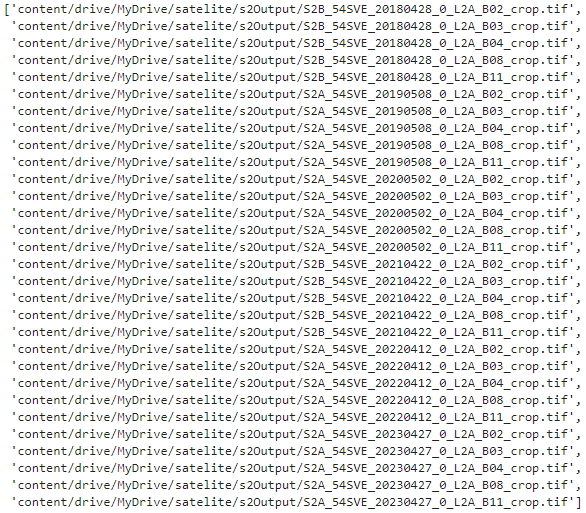 ['content/drive/MyDrive/satelite/s2Output/S2B_54SVE_20180428_0_L2A_B02_crop.tif',
'content/drive/MyDrive/satelite/s2Output/S2B_54SVE_20180428_0_L2A_B03_crop.tif',
'content/drive/MyDrive/satelite/s2Output/S2B_54SVE_20180428_0_L2A_B04_crop.tif',
'content/drive/MyDrive/satelite/s2Output/S2B_54SVE_20180428_0_L2A_B08_crop.tif',
'content/drive/MyDrive/satelite/s2Output/S2B_54SVE_20180428_0_L2A_B11_crop.tif',
'content/drive/MyDrive/satelite/s2Output/S2A_54SVE_20190508_0_L2A_B02_crop.tif',
'content/drive/MyDrive/satelite/s2Output/S2A_54SVE_20190508_0_L2A_B03_crop.tif',
'content/drive/MyDrive/satelite/s2Output/S2A_54SVE_20190508_0_L2A_B04_crop.tif',
'content/drive/MyDrive/satelite/s2Output/S2A_54SVE_20190508_0_L2A_B08_crop.tif',
'content/drive/MyDrive/satelite/s2Output/S2A_54SVE_20190508_0_L2A_B11_crop.tif',
'content/drive/MyDrive/satelite/s2Output/S2A_54SVE_20200502_0_L2A_B02_crop.tif',
'content/drive/MyDrive/satelite/s2Output/S2A_54SVE_20200502_0_L2A_B03_crop.tif',
'content/drive/MyDrive/satelite/s2Output/S2A_54SVE_20200502_0_L2A_B04_crop.tif',
'content/drive/MyDrive/satelite/s2Output/S2A_54SVE_20200502_0_L2A_B08_crop.tif',
'content/drive/MyDrive/satelite/s2Output/S2A_54SVE_20200502_0_L2A_B11_crop.tif',
'content/drive/MyDrive/satelite/s2Output/S2B_54SVE_20210422_0_L2A_B02_crop.tif',
'content/drive/MyDrive/satelite/s2Output/S2B_54SVE_20210422_0_L2A_B03_crop.tif',
'content/drive/MyDrive/satelite/s2Output/S2B_54SVE_20210422_0_L2A_B04_crop.tif',
'content/drive/MyDrive/satelite/s2Output/S2B_54SVE_20210422_0_L2A_B08_crop.tif',
'content/drive/MyDrive/satelite/s2Output/S2B_54SVE_20210422_0_L2A_B11_crop.tif',
'content/drive/MyDrive/satelite/s2Output/S2A_54SVE_20220412_0_L2A_B02_crop.tif',
'content/drive/MyDrive/satelite/s2Output/S2A_54SVE_20220412_0_L2A_B03_crop.tif',
'content/drive/MyDrive/satelite/s2Output/S2A_54SVE_20220412_0_L2A_B04_crop.tif',
'content/drive/MyDrive/satelite/s2Output/S2A_54SVE_20220412_0_L2A_B08_crop.tif',
'content/drive/MyDrive/satelite/s2Output/S2A_54SVE_20220412_0_L2A_B11_crop.tif',
'content/drive/MyDrive/satelite/s2Output/S2A_54SVE_20230427_0_L2A_B02_crop.tif',
'content/drive/MyDrive/satelite/s2Output/S2A_54SVE_20230427_0_L2A_B03_crop.tif',
'content/drive/MyDrive/satelite/s2Output/S2A_54SVE_20230427_0_L2A_B04_crop.tif',
'content/drive/MyDrive/satelite/s2Output/S2A_54SVE_20230427_0_L2A_B08_crop.tif',
'content/drive/MyDrive/satelite/s2Output/S2A_54SVE_20230427_0_L2A_B11_crop.tif']